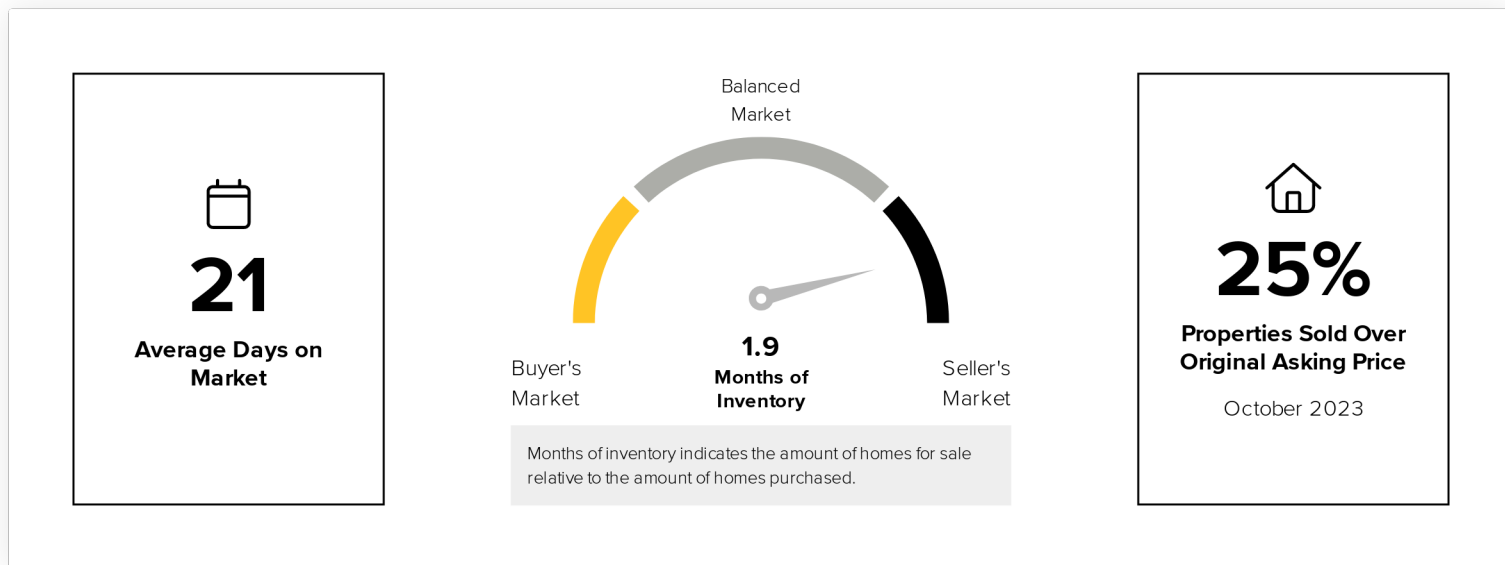 21
Average Days on
Market
Balanced
Market
1.9
Months of
Inventory
Buyer's
Market
Seller's
Market
Months of inventory indicates the amount of homes for sale
relative to the amount of homes purchased.
25%
Properties Sold Over
Original Asking Price
October 2023